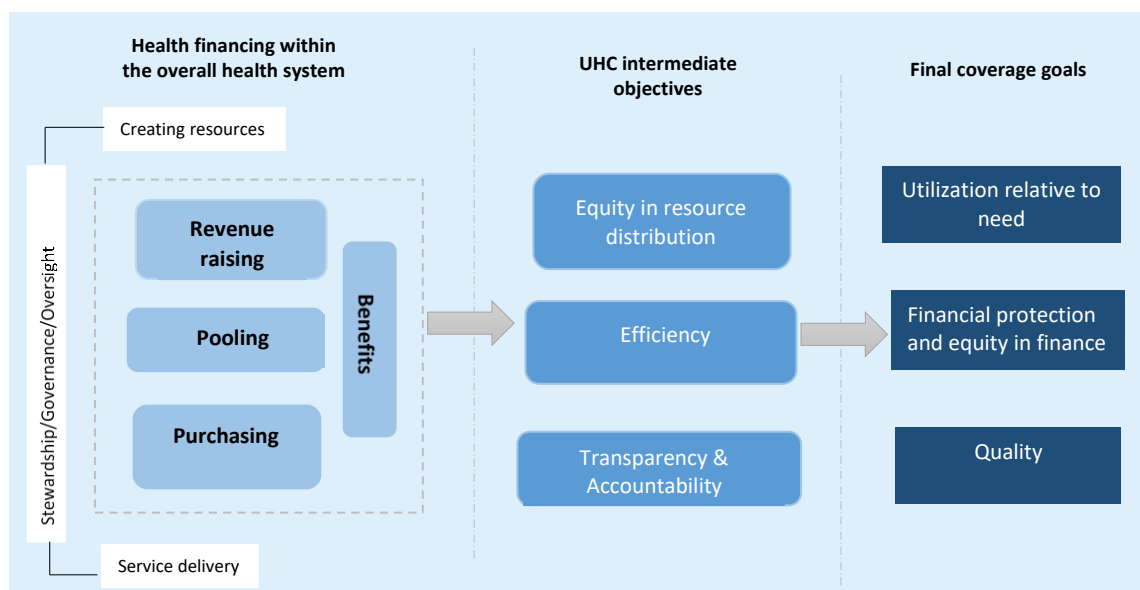 Health financing within
the overall health system
UHC intermediate
objectives
Final coverage goals
Creating resources
Stewardship/Governance/Oversight
Revenue
raising
Pooling
Purchasing
Benefits
Service delivery
Equity in resource
distribution
Efficiency
Transparency &
Accountability
Utilization relative to
need
Financial protection
and equity in finance
Quality